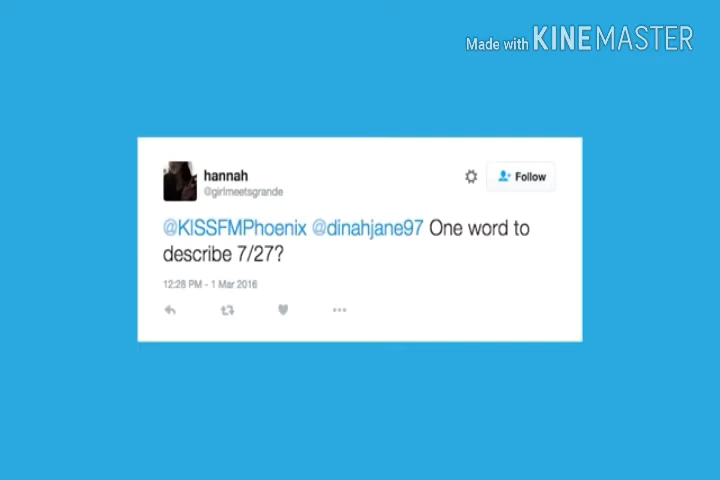 Made with KINEMASTER
hannah
@girlmeetsgrande
Follow
@KISSFMPhoenix @dinahjane97 One word to
describe 7/27?
12:28 PM - 1 Mar 2016